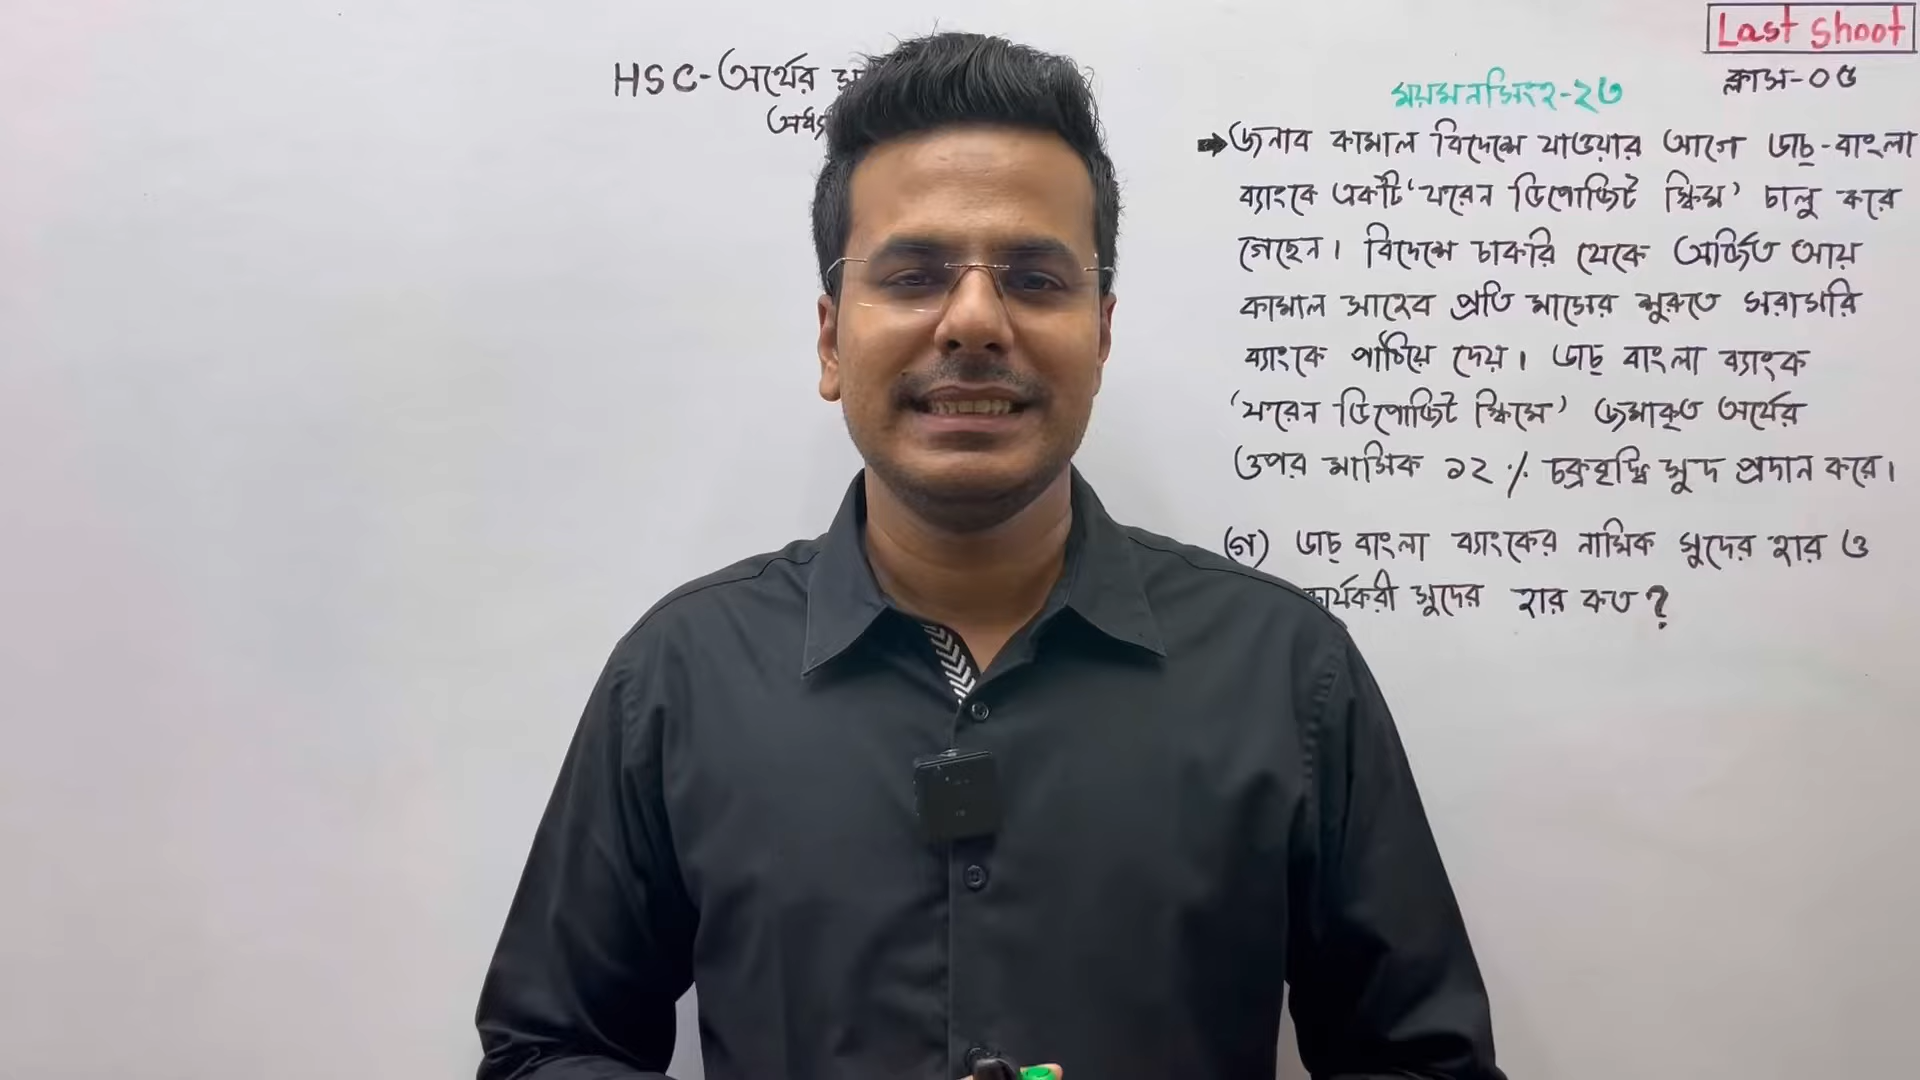 Last Shoot
HSC-অর্থের
ক্লাস-০৫
ময়মনসিংহ-২৩
জনাব কামাল বিদেশে যাওয়ার আগে ডাচ্-বাংলা
ব্যাংকে একটি ‘ফরেন ডিপোজিট স্কিম’ চালু করে
গেছেন। বিদেশে চাকরি থেকে অর্জিত আয়
কামাল সাহেব প্রতি মাসের শুরুতে সরাসরি
ব্যাংকে পাঠিয়ে দেয়। ডাচ্ বাংলা ব্যাংক
‘ফরেন ডিপোজিট স্কিমে’ জমাকৃত অর্থের
ওপর মাসিক ১২% চক্রবৃদ্ধি সুদ প্রদান করে।
(গ) ডাচ্ বাংলা ব্যাংকের নামিক সুদের হার ও
কার্যকরী সুদের হার কত?